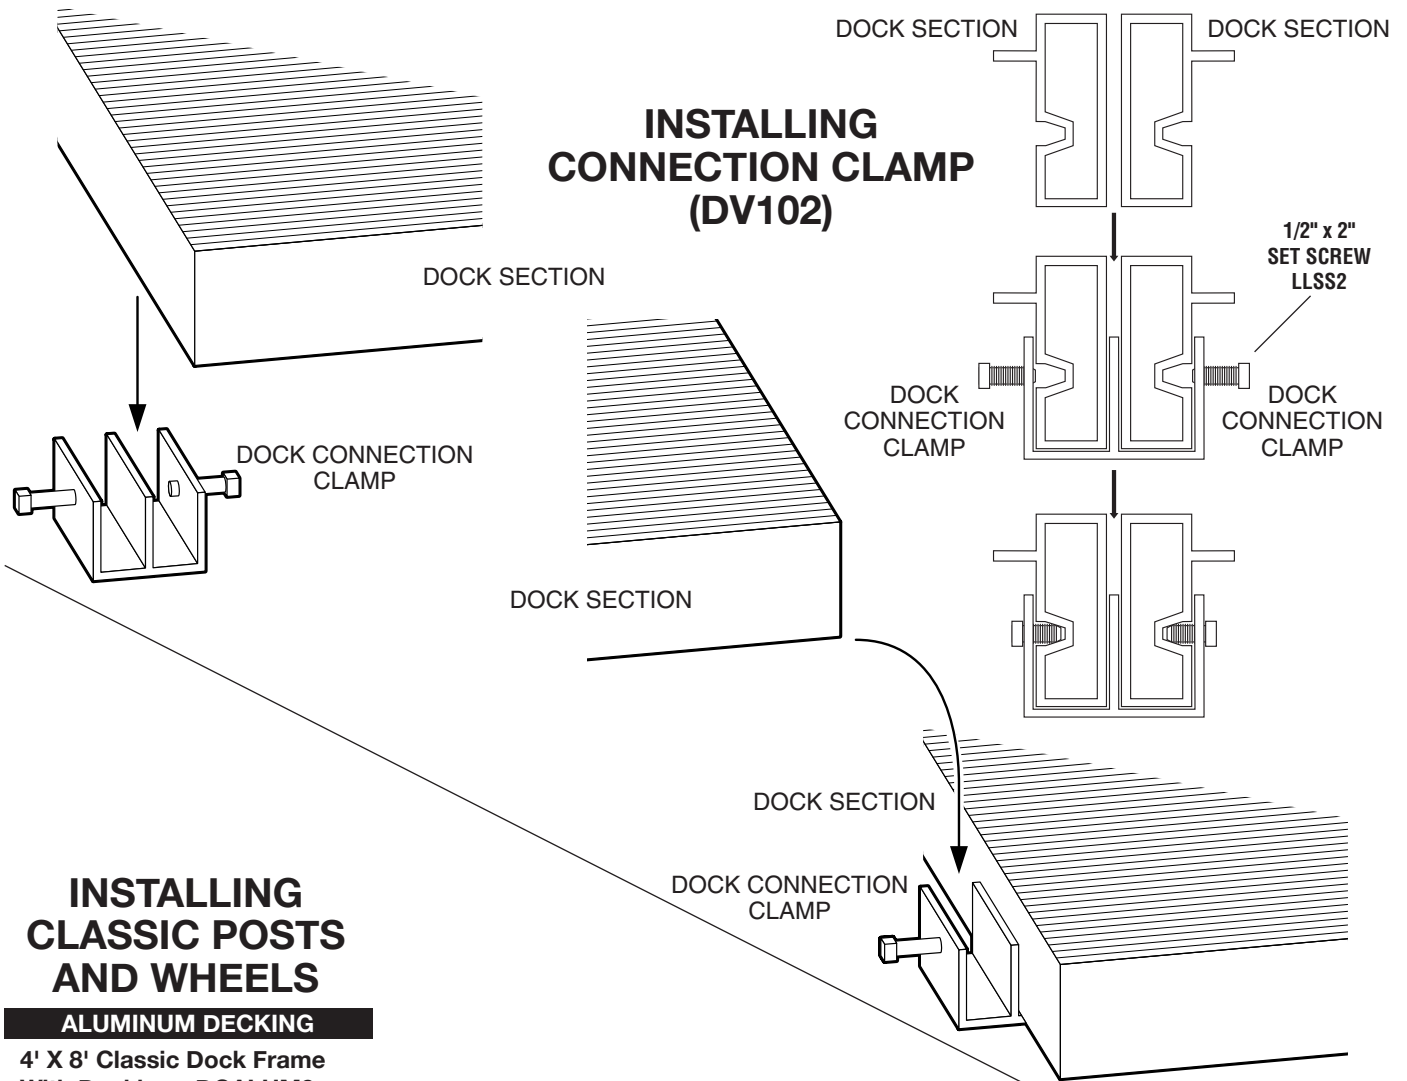 DOCK SECTION
DOCK SECTION
INSTALLING
CONNECTION CLAMP
(DV102)
1/2" x 2"
SET SCREW
LLSS2
DOCK SECTION
DOCK
CONNECTION
CLAMP
DOCK
CONNECTION
CLAMP
DOCK CONNECTION
CLAMP
DOCK SECTION
DOCK SECTION
DOCK CONNECTION
CLAMP
INSTALLING
CLASSIC POSTS
AND WHEELS
ALUMINUM DECKING
4' X 8' Classic Dock Frame